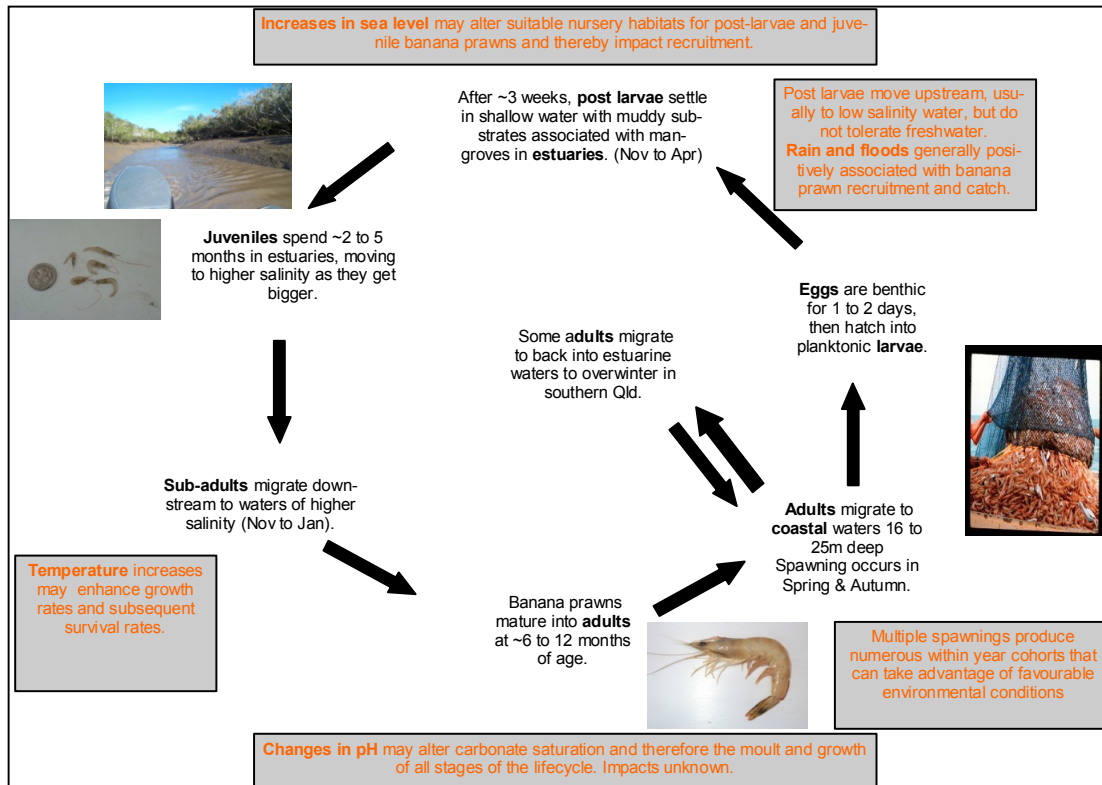 Increases in sea level may alter suitable nursery habitats for post-larvae and juve-
nile banana prawns and thereby impact recruitment.
After ~3 weeks, post larvae settle
in shallow water with muddy sub-
strates associated with man-
groves in estuaries. (Nov to Apr)
Post larvae move upstream, usu-
ally to low salinity water, but do
not tolerate freshwater.
Rain and floods generally posi-
tively associated with banana
prawn recruitment and catch.
Juveniles spend ~2 to 5
months in estuaries, moving
to higher salinity as they get
bigger.
Eggs are benthic
for 1 to 2 days,
then hatch into
planktonic larvae.
Some adults migrate
to back into estuarine
waters to overwinter in
southern Qld.
Sub-adults migrate down-
stream to waters of higher
salinity (Nov to Jan).
Adults migrate to
coastal waters 16 to
25m deep
Spawning occurs in
Spring & Autumn.
Temperature increases
may enhance growth
rates and subsequent
survival rates.
Banana prawns
mature into adults
at ~6 to 12 months
of age.
Multiple spawnings produce
numerous within year cohorts that
can take advantage of favourable
environmental conditions
Changes in pH may alter carbonate saturation and therefore the moult and growth
of all stages of the lifecycle. Impacts unknown.